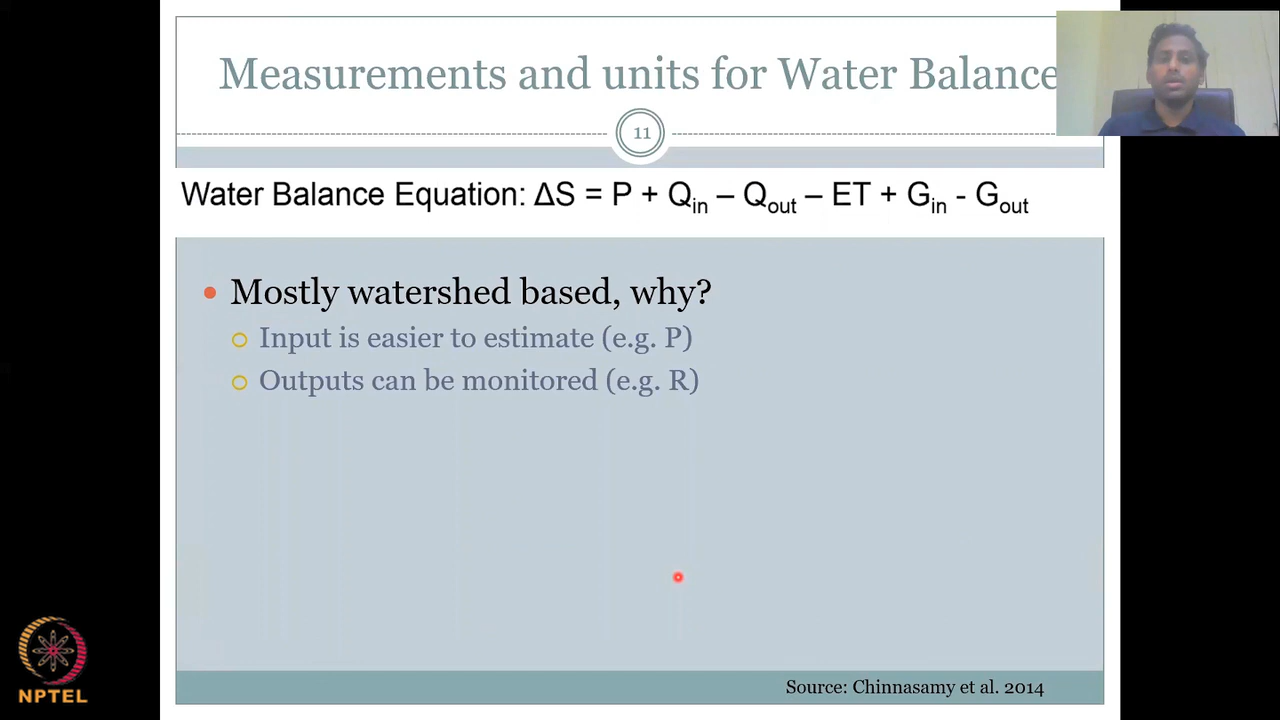 Measurements and units for Water Balance
11
Water Balance Equation: ΔS = P + Qin – Qout – ET + Gin - Gout
Mostly watershed based, why?
Input is easier to estimate (e.g. P)
Outputs can be monitored (e.g. R)
Source: Chinnasamy et al. 2014
NPTEL